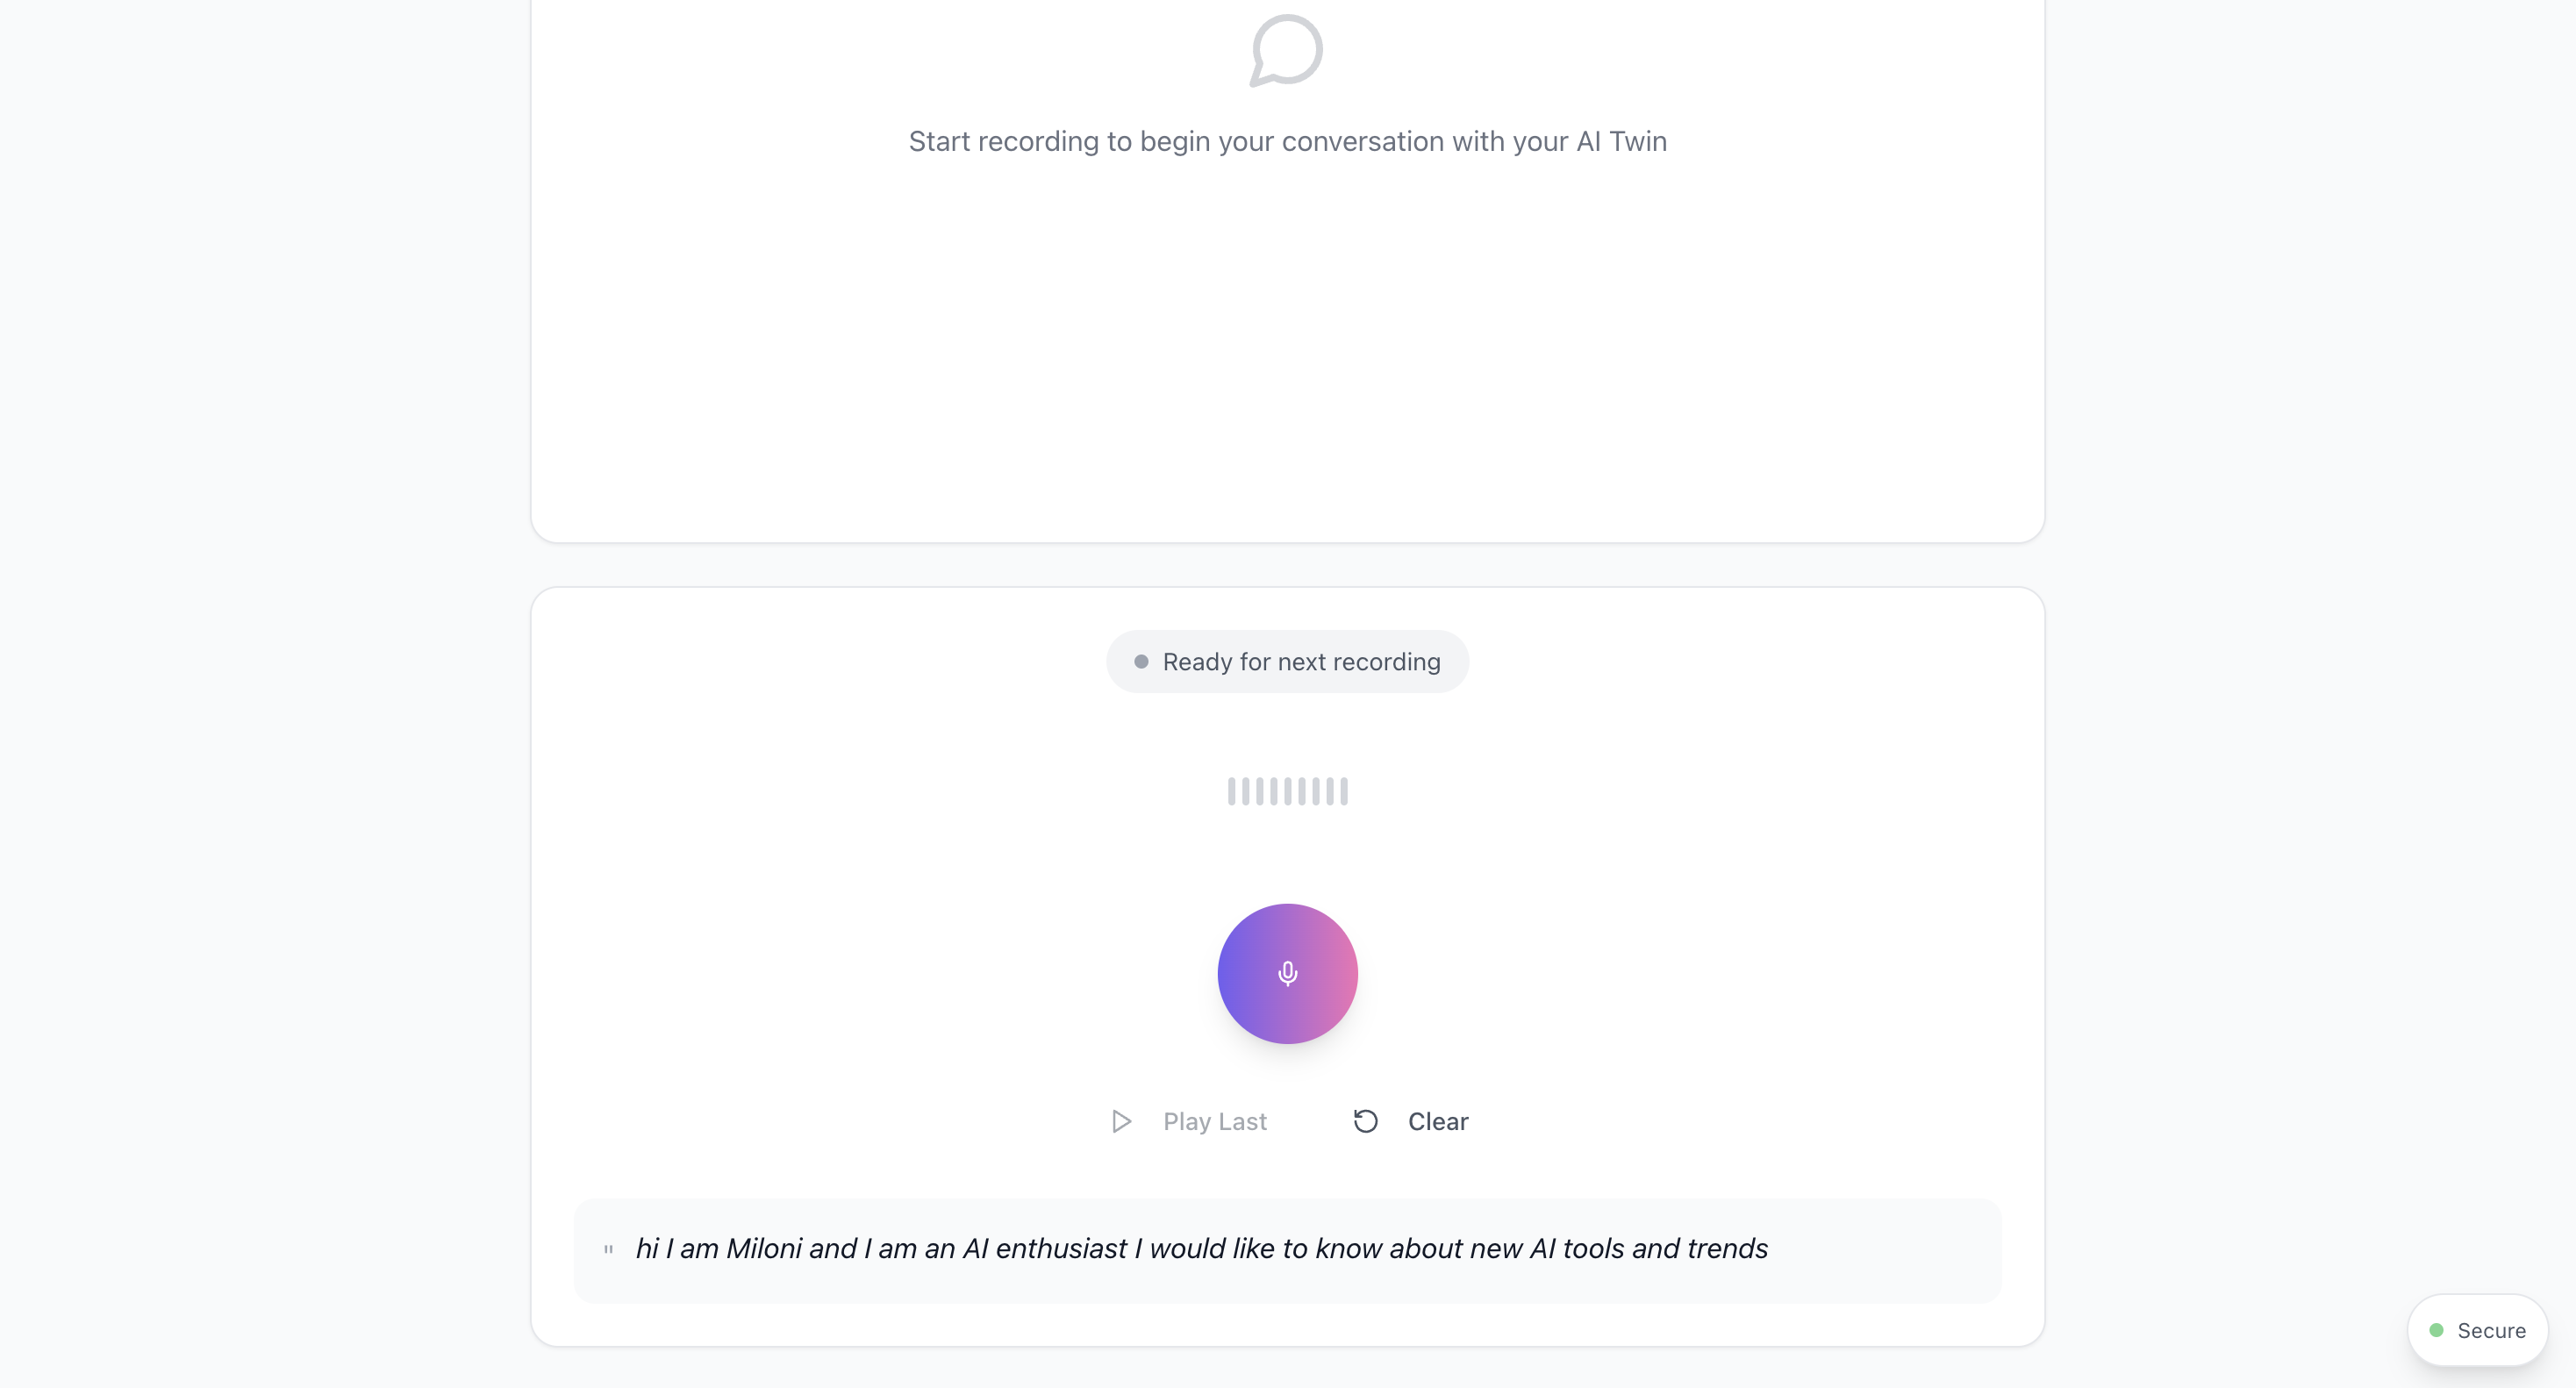 Start recording to begin your conversation with your AI Twin
Ready for next recording
Play Last
Clear
" hi I am Miloni and I am an AI enthusiast I would like to know about new AI tools and trends
Secure